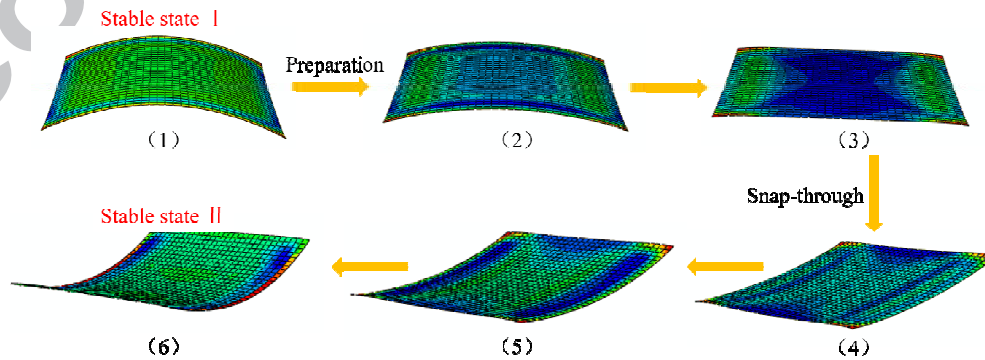 Stable state Ⅰ
Preparation
(1)
(2)
(3)
Snap-through
Stable state Ⅱ
(6)
(5)
(4)